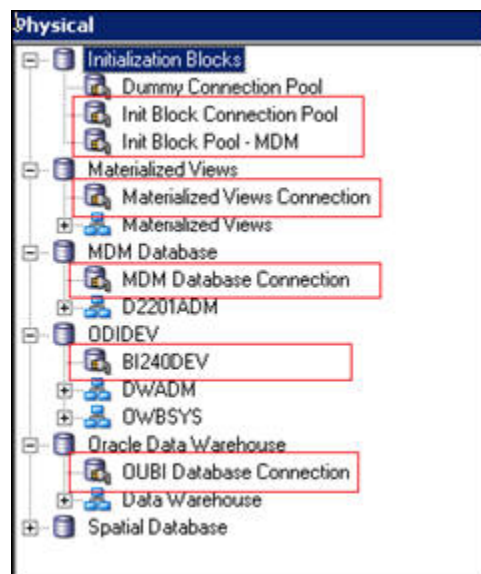 Physical
Initialization Blocks
Dummy Connection Pool
Init Block Connection Pool
Init Block Pool - MDM
Materialized Views
Materialized Views Connection
Materialized Views
MDM Database
MDM Database Connection
D2201ADM
ODIDEV
BI240DEV
DWADM
OWBSYS
Oracle Data Warehouse
OUBI Database Connection
Data Warehouse
Spatial Database